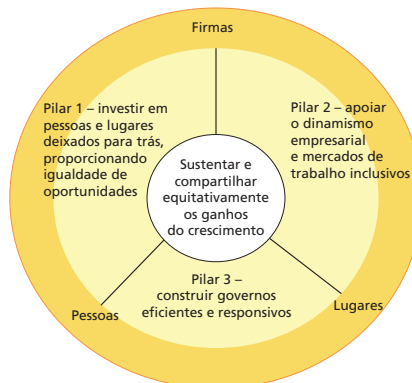 Firmas
Pilar 1 – investir em
pessoas e lugares
deixados para trás,
proporcionando
igualdade de
oportunidades
Pilar 2 – apoiar
o dinamismo
empresarial
e mercados de
trabalho inclusivos
Sustentar e
compartilhar
equitativamente
os ganhos
do crescimento
Pilar 3 –
construir governos
eficientes e responsivos
Pessoas
Lugares